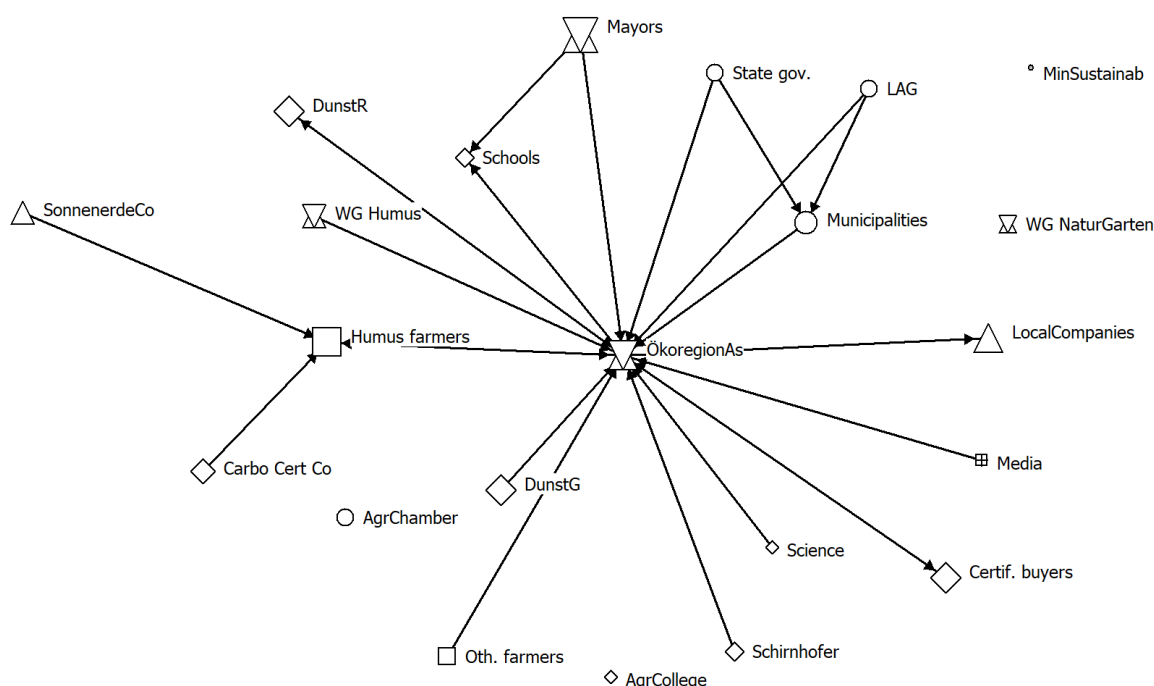 Mayors
State gov.
MinSustainab
LAG
DunstR
Schools
SonnenerdeCo
WG Humus
Municipalities
WG NaturGarten
Humus farmers
ÖkoregionAs
LocalCompanies
Carbo Cert Co
DunstG
Media
AgrChamber
Science
Certif. buyers
Oth. farmers
Schirnhofer
AgrCollege